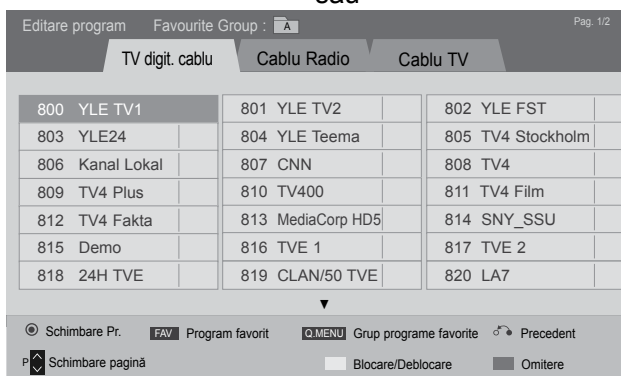 sau
Editare program Favourite Group : A Pag. 1/2
TV digit. cablu Cablu Radio Cablu TV
800 YLE TV1 801 YLE TV2 802 YLE FST
803 YLE24 804 YLE Teema 805 TV4 Stockholm
806 Kanal Lokal 807 CNN 808 TV4
809 TV4 Plus 810 TV400 811 TV4 Film
812 TV4 Fakta 813 MediaCorp HD5 814 SNY_SSU
815 Demo 816 TVE 1 817 TVE 2
818 24H TVE 819 CLAN/50 TVE 820 LA7
Schimbare Pr. FAV Program favorit Q.MENU Grup programe favorite Precedent
P Schimbare pagină Blocare/Deblocare Omitere